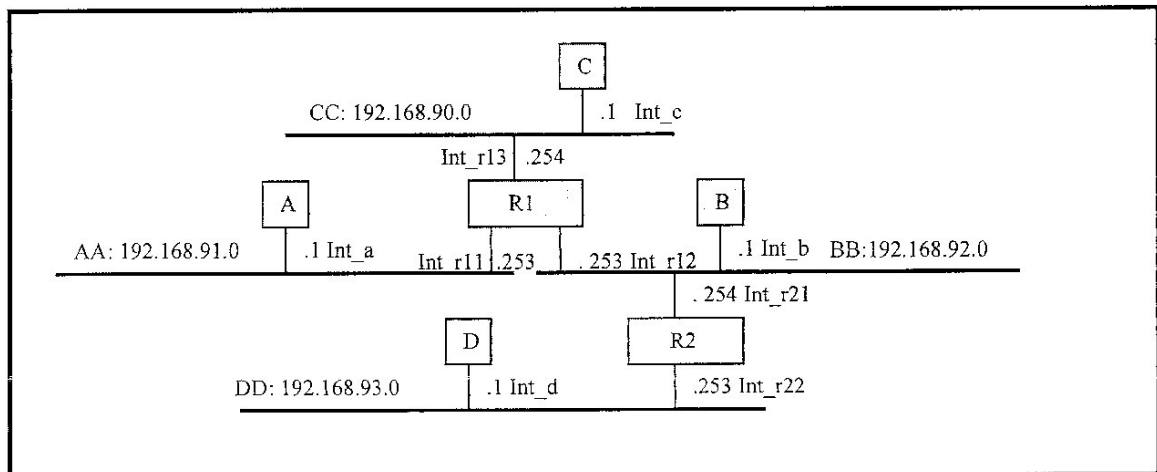 C
CC: 192.168.90.0
.1 Int_c
Int_r13 .254
A
R1
B
AA: 192.168.91.0
.1 Int_a
Int_r11 .253
.253 Int_r12
.1 Int_b
BB:192.168.92.0
.254 Int_r21
D
R2
DD: 192.168.93.0
.1 Int_d
.253 Int_r22